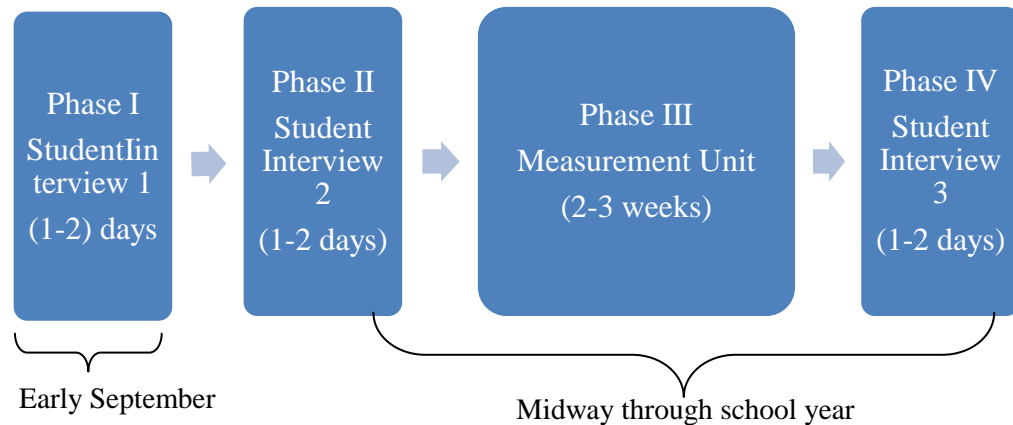 Phase I
StudentIin
terview 1
(1-2) days
Phase II
Student
Interview
2
(1-2 days)
Phase III
Measurement Unit
(2-3 weeks)
Phase IV
Student
Interview
3
(1-2 days)
Early September
Midway through school year